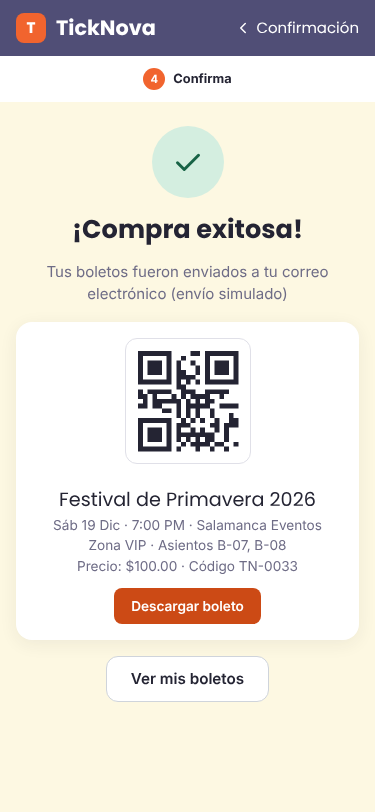 T TickNova
Confirmación
4 Confirma
¡Compra exitosa!
Tus boletos fueron enviados a tu correo
electrónico (envío simulado)
Festival de Primavera 2026
Sáb 19 Dic · 7:00 PM · Salamanca Eventos
Zona VIP · Asientos B-07, B-08
Precio: $100.00 · Código TN-0033
Descargar boleto
Ver mis boletos